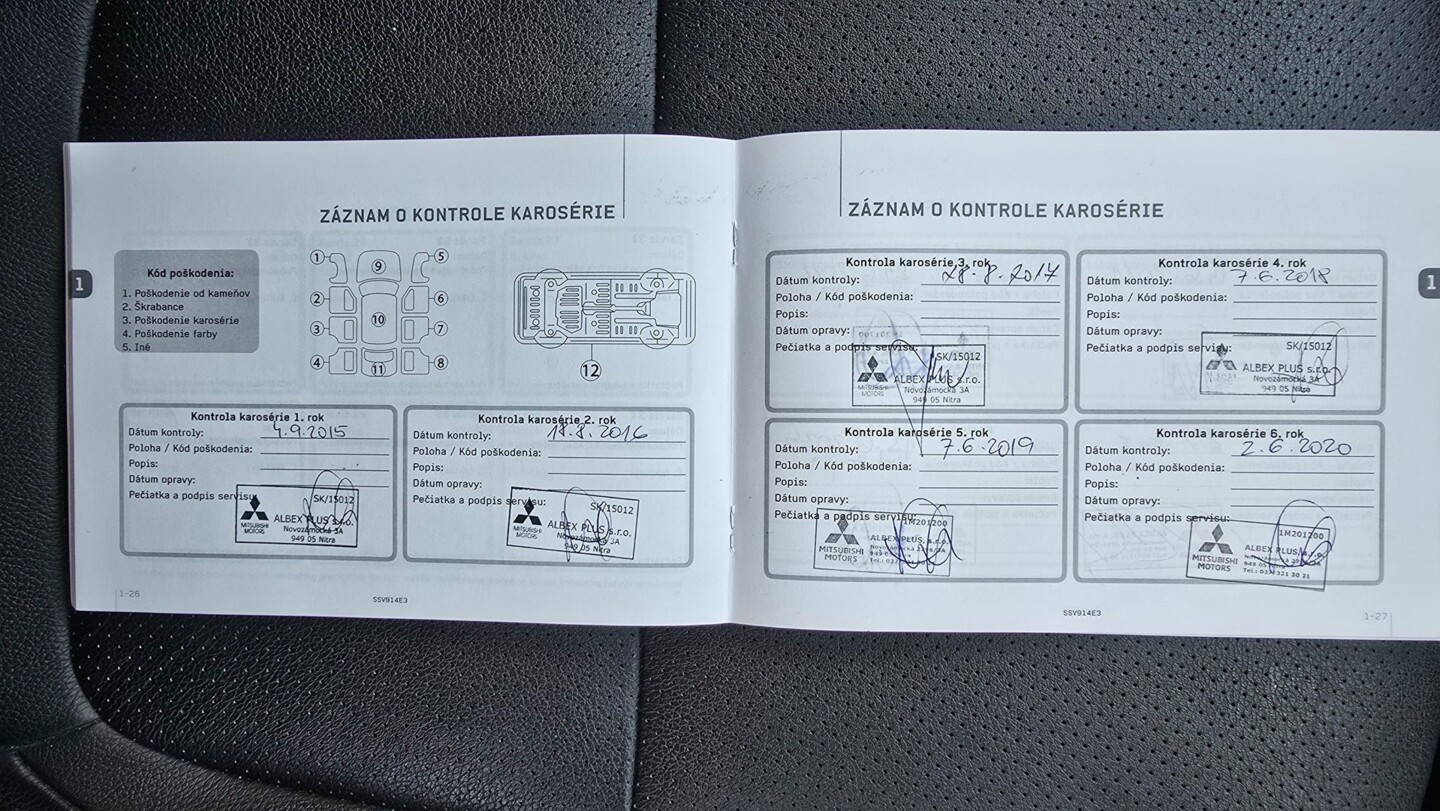 ZÁZNAM O KONTROLE KAROSÉRIE
1
Kód poškodenia:
1. Poškodenie od kameňov
2. Škrabance
3. Poškodenie karosérie
4. Poškodenie farby
5. Iné
1
2
3
4
5
6
7
8
9
10
11
12
Kontrola karosérie 1. rok
Dátum kontroly: 4.9.2015
Poloha / Kód poškodenia:
Popis:
Dátum opravy:
Pečiatka a podpis servisu:
SK/15012
MITSUBISHI MOTORS
ALBEX PLUS s.r.o.
Novozámocká 3A
949 05 Nitra
Kontrola karosérie 2. rok
Dátum kontroly: 18.8.2016
Poloha / Kód poškodenia:
Popis:
Dátum opravy:
Pečiatka a podpis servisu:
SK/15012
MITSUBISHI MOTORS
ALBEX PLUS s.r.o.
Novozámocká 3A
949 05 Nitra
1-26
SSV914E3
ZÁZNAM O KONTROLE KAROSÉRIE
1
Kontrola karosérie 3. rok
Dátum kontroly: 28.8.2017
Poloha / Kód poškodenia:
Popis:
Dátum opravy:
Pečiatka a podpis servisu:
SK/15012
MITSUBISHI MOTORS
ALBEX PLUS s.r.o.
Novozámocká 3A
949 05 Nitra
Kontrola karosérie 4. rok
Dátum kontroly: 7.6.2018
Poloha / Kód poškodenia:
Popis:
Dátum opravy:
Pečiatka a podpis servisu:
SK/15012
ALBEX PLUS s.r.o.
Novozámocká 3A
949 05 Nitra
Kontrola karosérie 5. rok
Dátum kontroly: 7.6.2019
Poloha / Kód poškodenia:
Popis:
Dátum opravy:
Pečiatka a podpis servisu:
1M201200
MITSUBISHI MOTORS
ALBEX PLUS, s.r.o.
Kontrola karosérie 6. rok
Dátum kontroly: 2.6.2020
Poloha / Kód poškodenia:
Popis:
Dátum opravy:
Pečiatka a podpis servisu:
1M201200
MITSUBISHI MOTORS
ALBEX PLUS, s.r.o.
949 05
SSV914E3
1-27